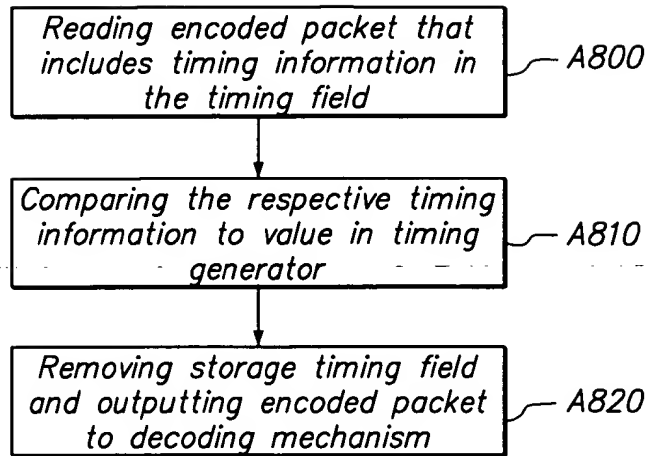 Reading encoded packet that
includes timing information in
the timing field
A800
Comparing the respective timing
information to value in timing
generator
A810
Removing storage timing field
and outputting encoded packet
to decoding mechanism
A820